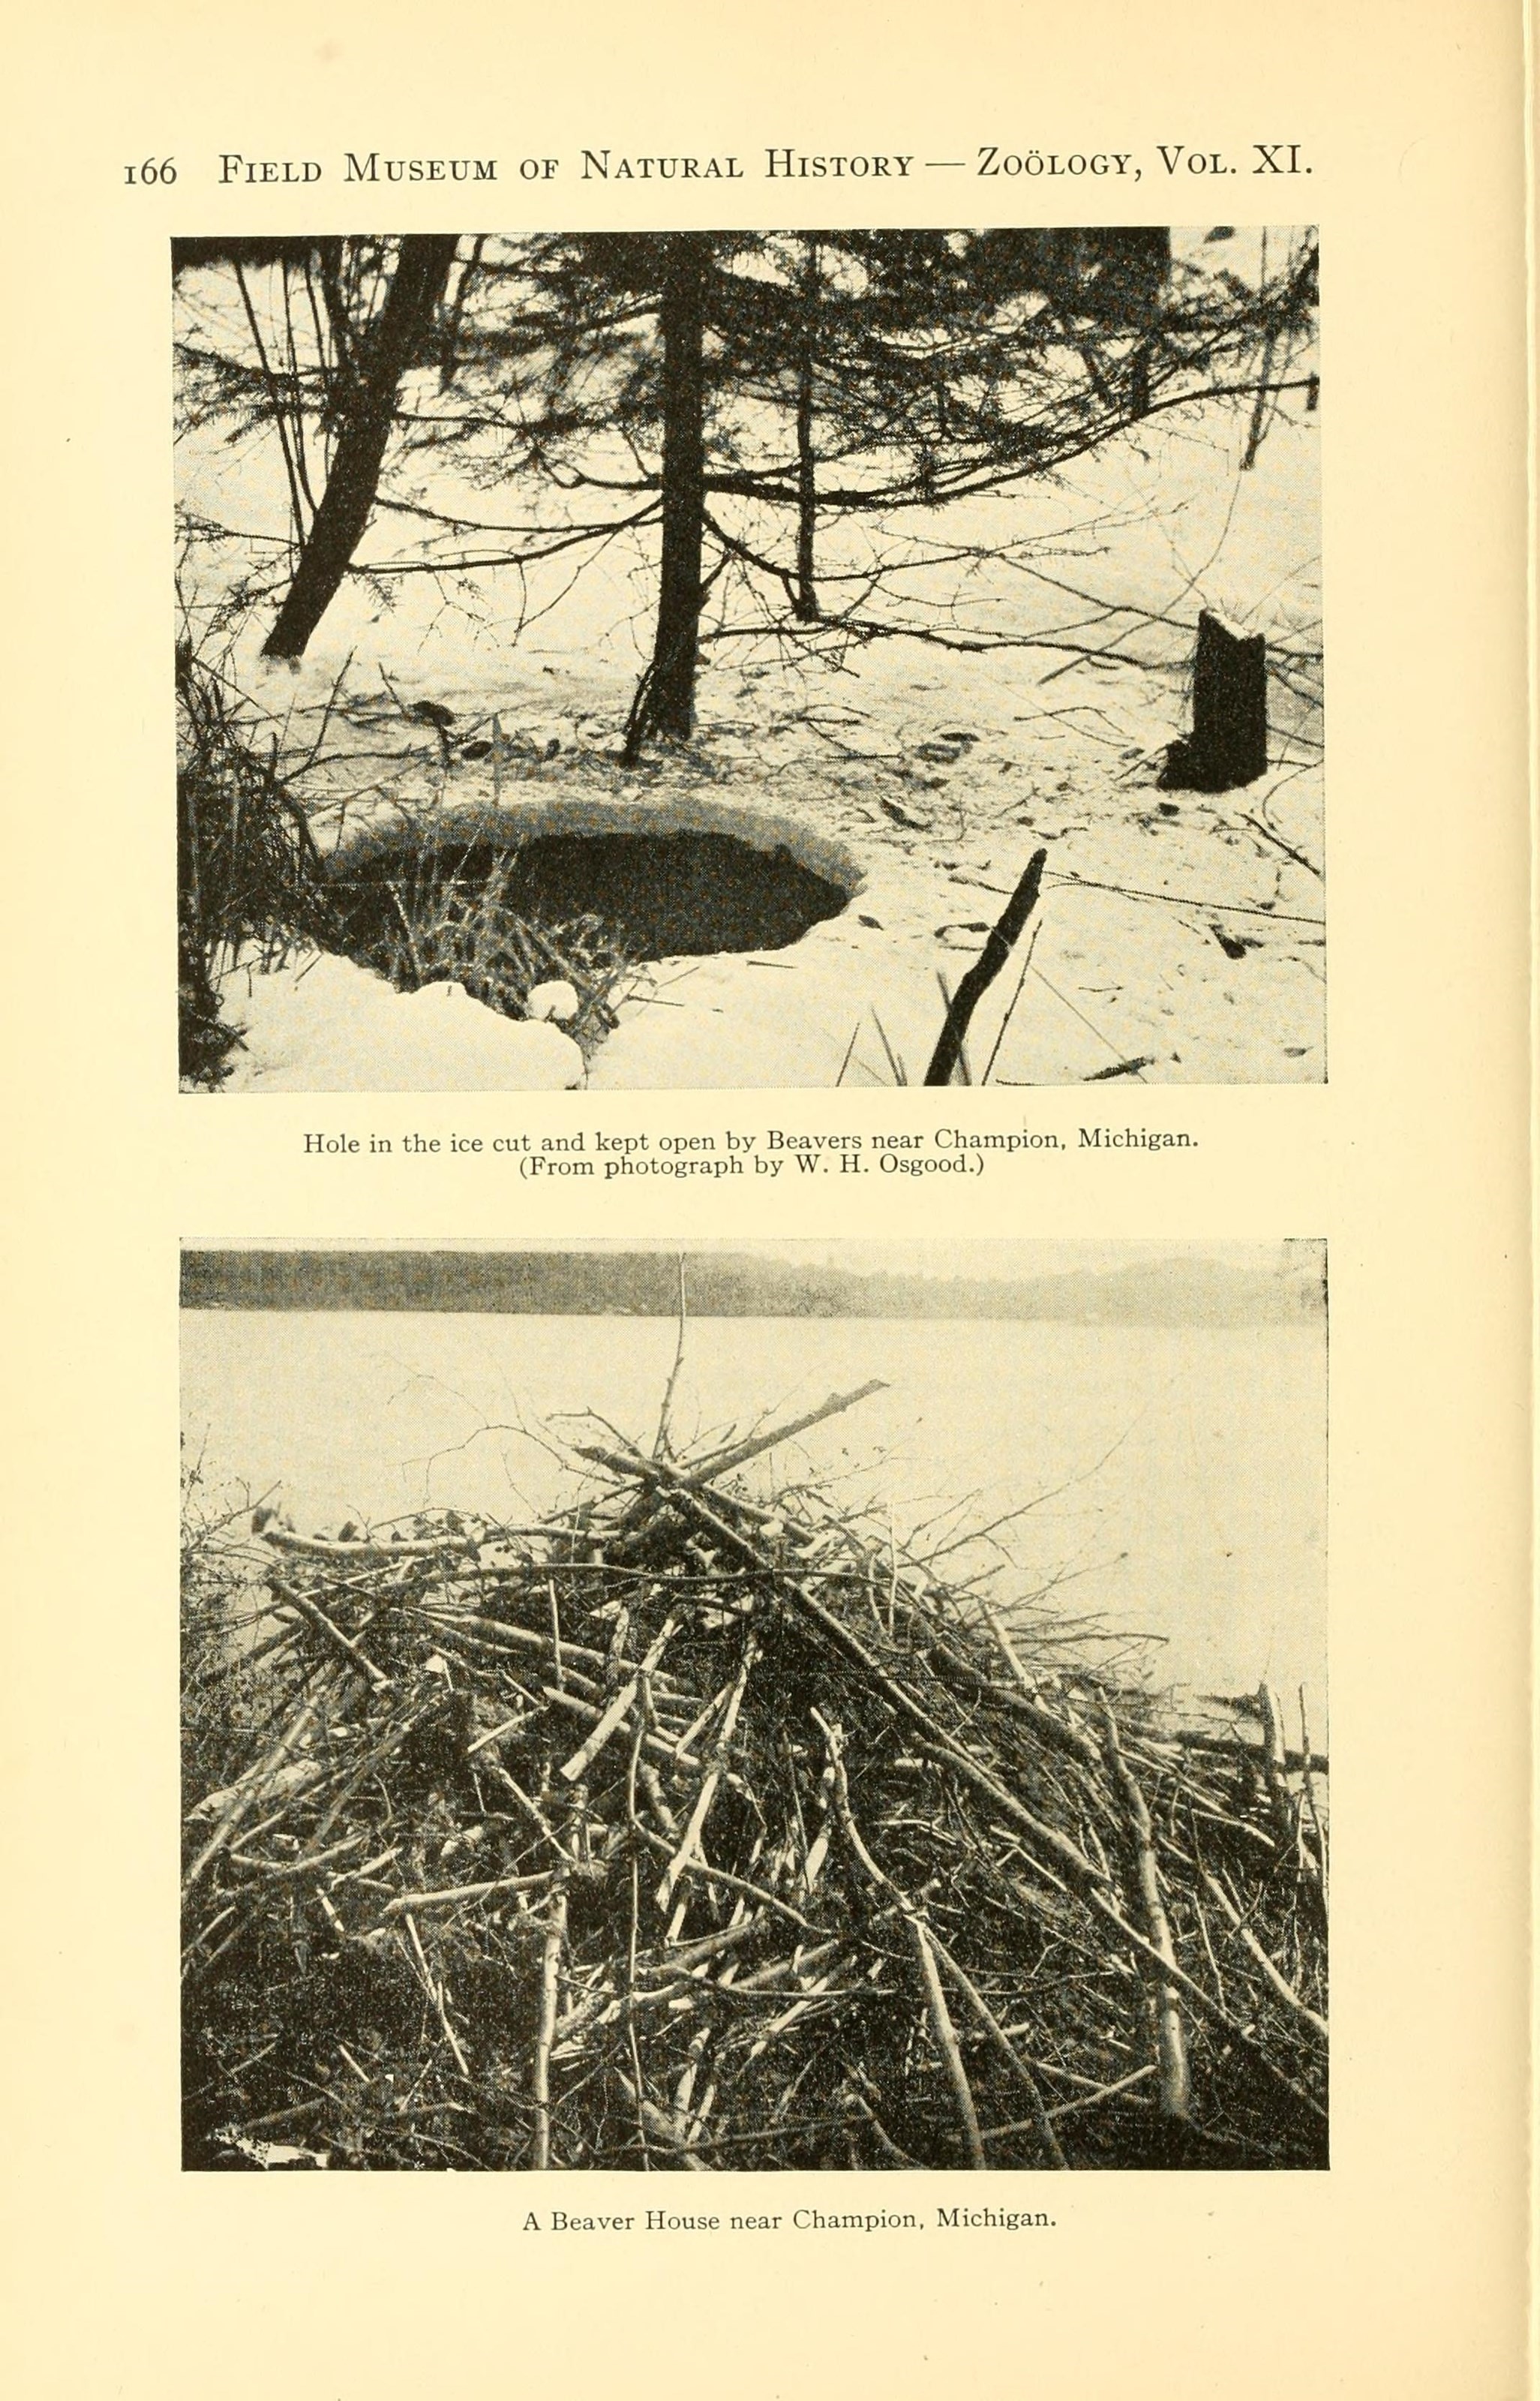 166 Field Museum of Natural History — Zoölogy, Vol. XI.
Hole in the ice cut and kept open by Beavers near Champion, Michigan.
(From photograph by W. H. Osgood.)
A Beaver House near Champion, Michigan.